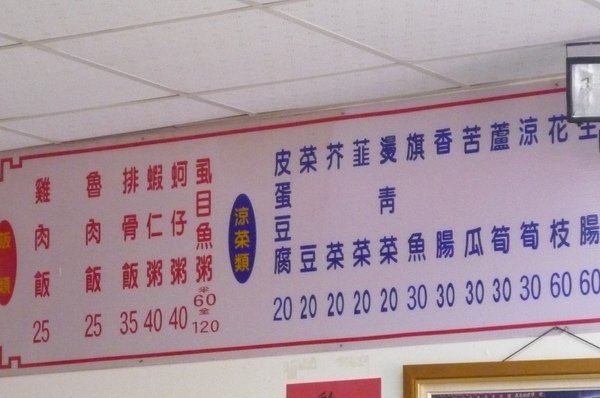 飯類
雞肉飯 25
魯肉飯 25
排骨飯 35
蝦仁粥 40
蚵仔粥 40
虱目魚粥 半60全120
涼菜類
皮蛋豆腐 20
菜豆 20
芥菜 20
韮菜 20
燙青菜 20
旗魚 30
香腸 30
苦瓜 30
蘆筍 30
涼筍 30
花枝 60
生腸 60